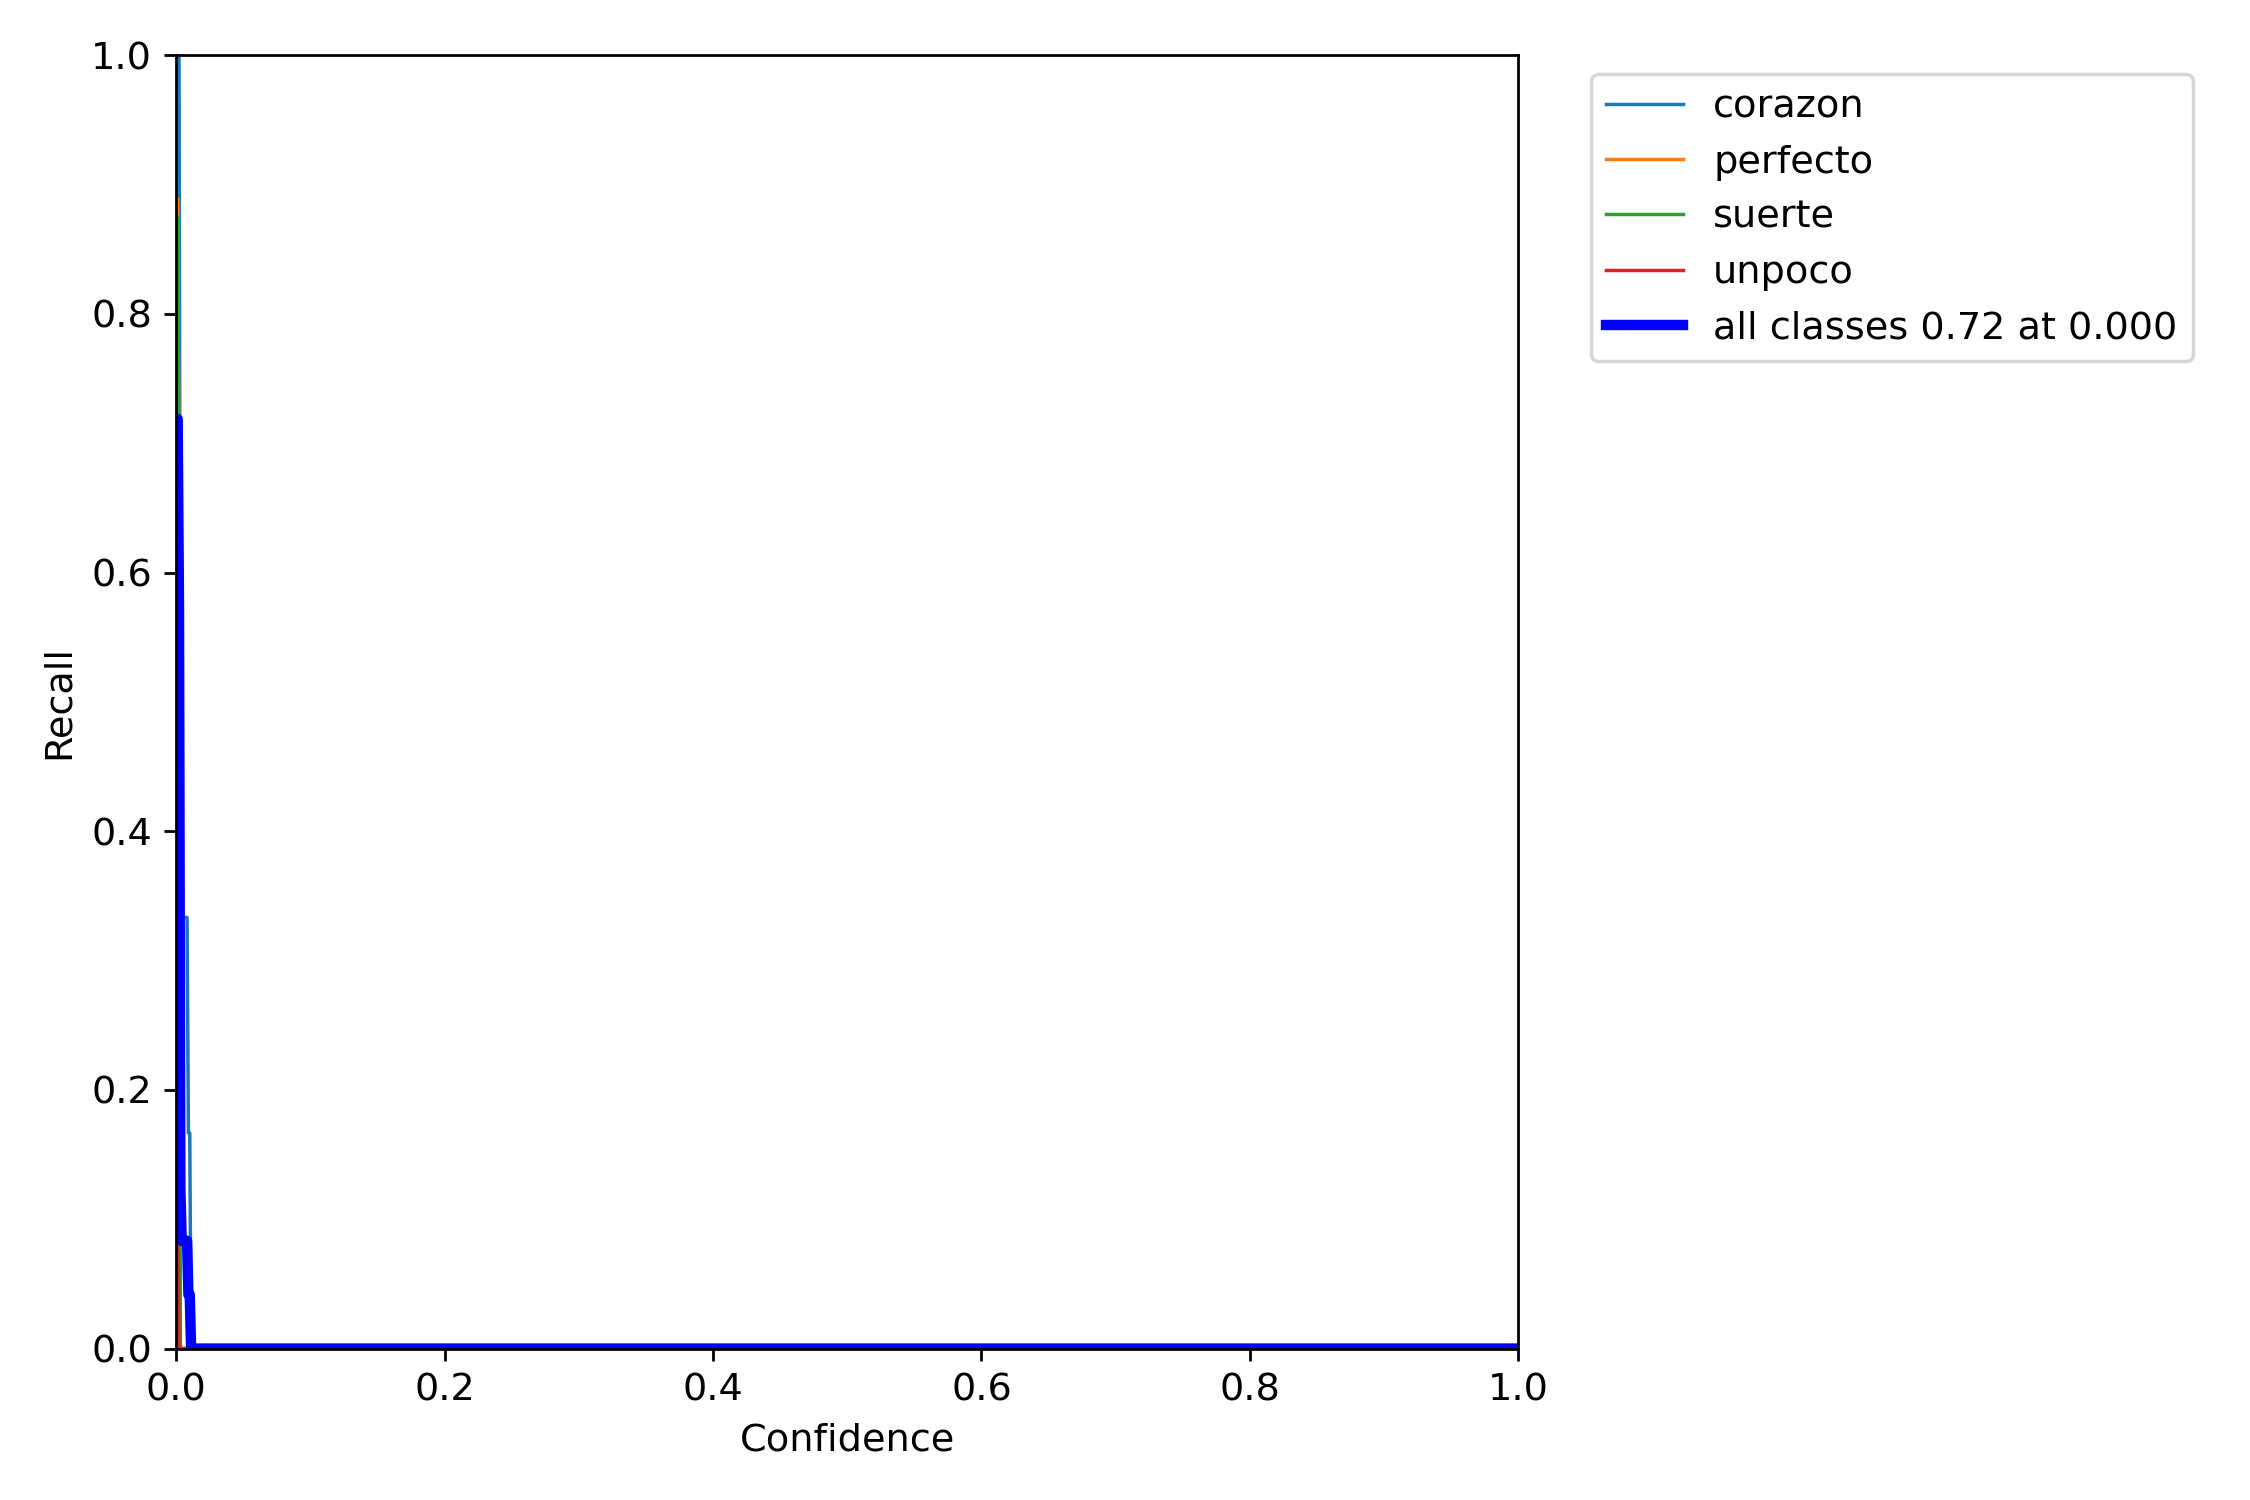 1.0
0.8
0.6
0.4
0.2
0.0
Recall
0.0 0.2 0.4 0.6 0.8 1.0
Confidence
corazon
perfecto
suerte
unpoco
all classes 0.72 at 0.000